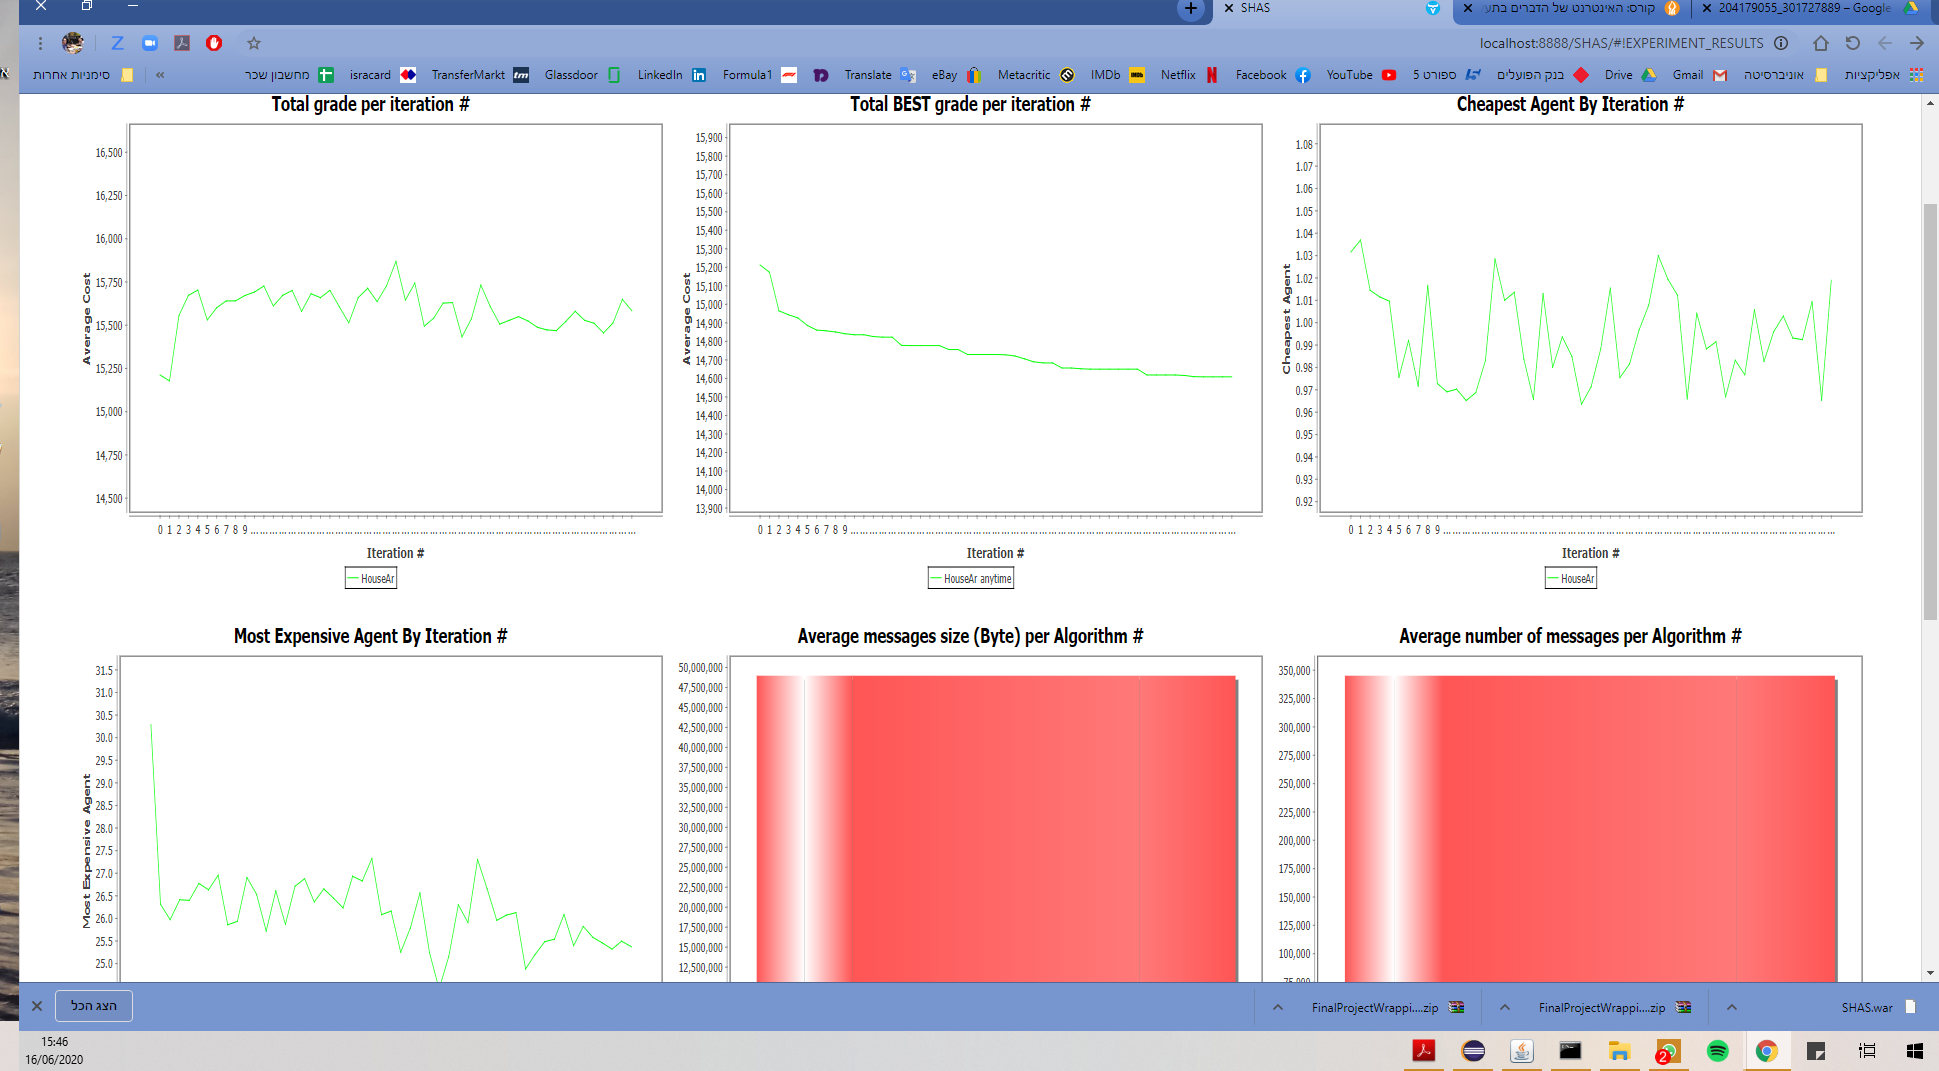 SHAS
קורס: האינטרנט של הדברים בתע
204179055_301727889 – Google
localhost:8888/SHAS/#!EXPERIMENT_RESULTS
אפליקציות
אוניברסיטה
Gmail
Drive
בנק הפועלים
ספורט 5
YouTube
Facebook
Netflix
IMDb
Metacritic
eBay
Translate
Formula1
LinkedIn
Glassdoor
TransferMarkt
isracard
מחשבון שכר
«
סימניות אחרות
Total grade per iteration #
16,500
16,250
16,000
15,750
15,500
15,250
15,000
14,750
14,500
Average Cost
0 1 2 3 4 5 6 7 8 9 ...
Iteration #
HouseAr
Total BEST grade per iteration #
15,900
15,800
15,700
15,600
15,500
15,400
15,300
15,200
15,100
15,000
14,900
14,800
14,700
14,600
14,500
14,400
14,300
14,200
14,100
14,000
13,900
Average Cost
0 1 2 3 4 5 6 7 8 9 ...
Iteration #
HouseAr anytime
Cheapest Agent By Iteration #
1.08
1.07
1.06
1.05
1.04
1.03
1.02
1.01
1.00
0.99
0.98
0.97
0.96
0.95
0.94
0.93
0.92
Cheapest Agent
0 1 2 3 4 5 6 7 8 9 ...
Iteration #
HouseAr
Most Expensive Agent By Iteration #
31.5
31.0
30.5
30.0
29.5
29.0
28.5
28.0
27.5
27.0
26.5
26.0
25.5
25.0
Most Expensive Agent
Average messages size (Byte) per Algorithm #
50,000,000
47,500,000
45,000,000
42,500,000
40,000,000
37,500,000
35,000,000
32,500,000
30,000,000
27,500,000
25,000,000
22,500,000
20,000,000
17,500,000
15,000,000
12,500,000
Average number of messages per Algorithm #
350,000
325,000
300,000
275,000
250,000
225,000
200,000
175,000
150,000
125,000
100,000
75,000
הצג הכל
FinalProjectWrappi....zip
FinalProjectWrappi....zip
SHAS.war
15:46
16/06/2020
2